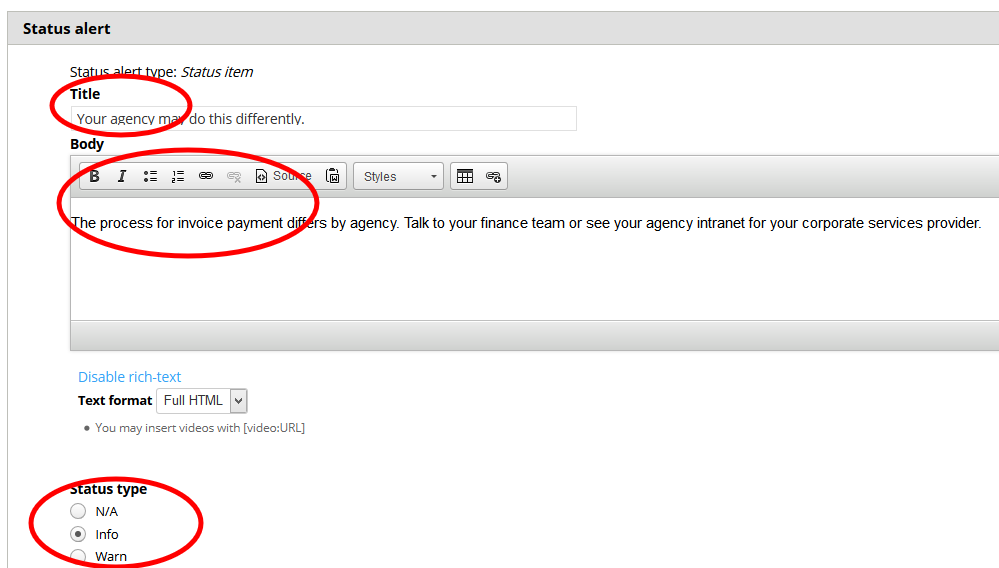 Status alert
Status alert type: Status item
Title
Your agency may do this differently.
Body
B I Source Styles
The process for invoice payment differs by agency. Talk to your finance team or see your agency intranet for your corporate services provider.
Disable rich-text
Text format Full HTML
• You may insert videos with [video:URL]
Status type
N/A
Info
Warn